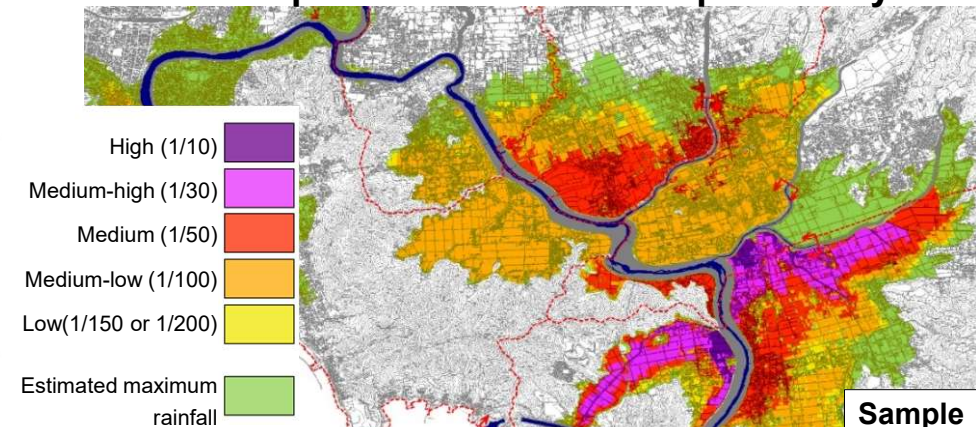 High (1/10)
Medium-high (1/30)
Medium (1/50)
Medium-low (1/100)
Low(1/150 or 1/200)
Estimated maximum
rainfall
Sample